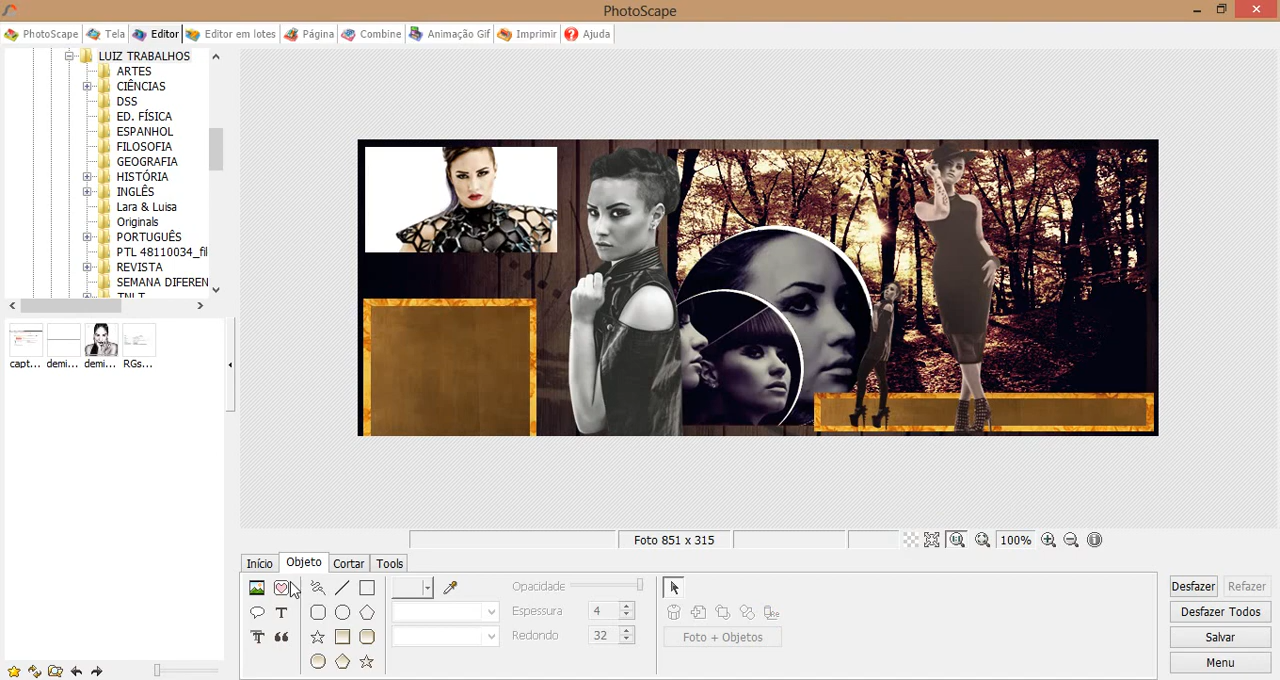 PhotoScape
PhotoScape Tela Editor Editor em lotes Página Combine Animação Gif Imprimir Ajuda
LUIZ TRABALHOS
ARTES
CIÊNCIAS
DSS
ED. FÍSICA
ESPANHOL
FILOSOFIA
GEOGRAFIA
HISTÓRIA
INGLÊS
Lara & Luisa
Originals
PORTUGUÊS
PTL 48110034_fil
REVISTA
SEMANA DIFEREN
TNLT
capt... demi... demi... RGs...
Foto 851 x 315 100%
Início Objeto Cortar Tools
Opacidade
Espessura 4
Redondo 32
Foto + Objetos
Desfazer Refazer
Desfazer Todos
Salvar
Menu